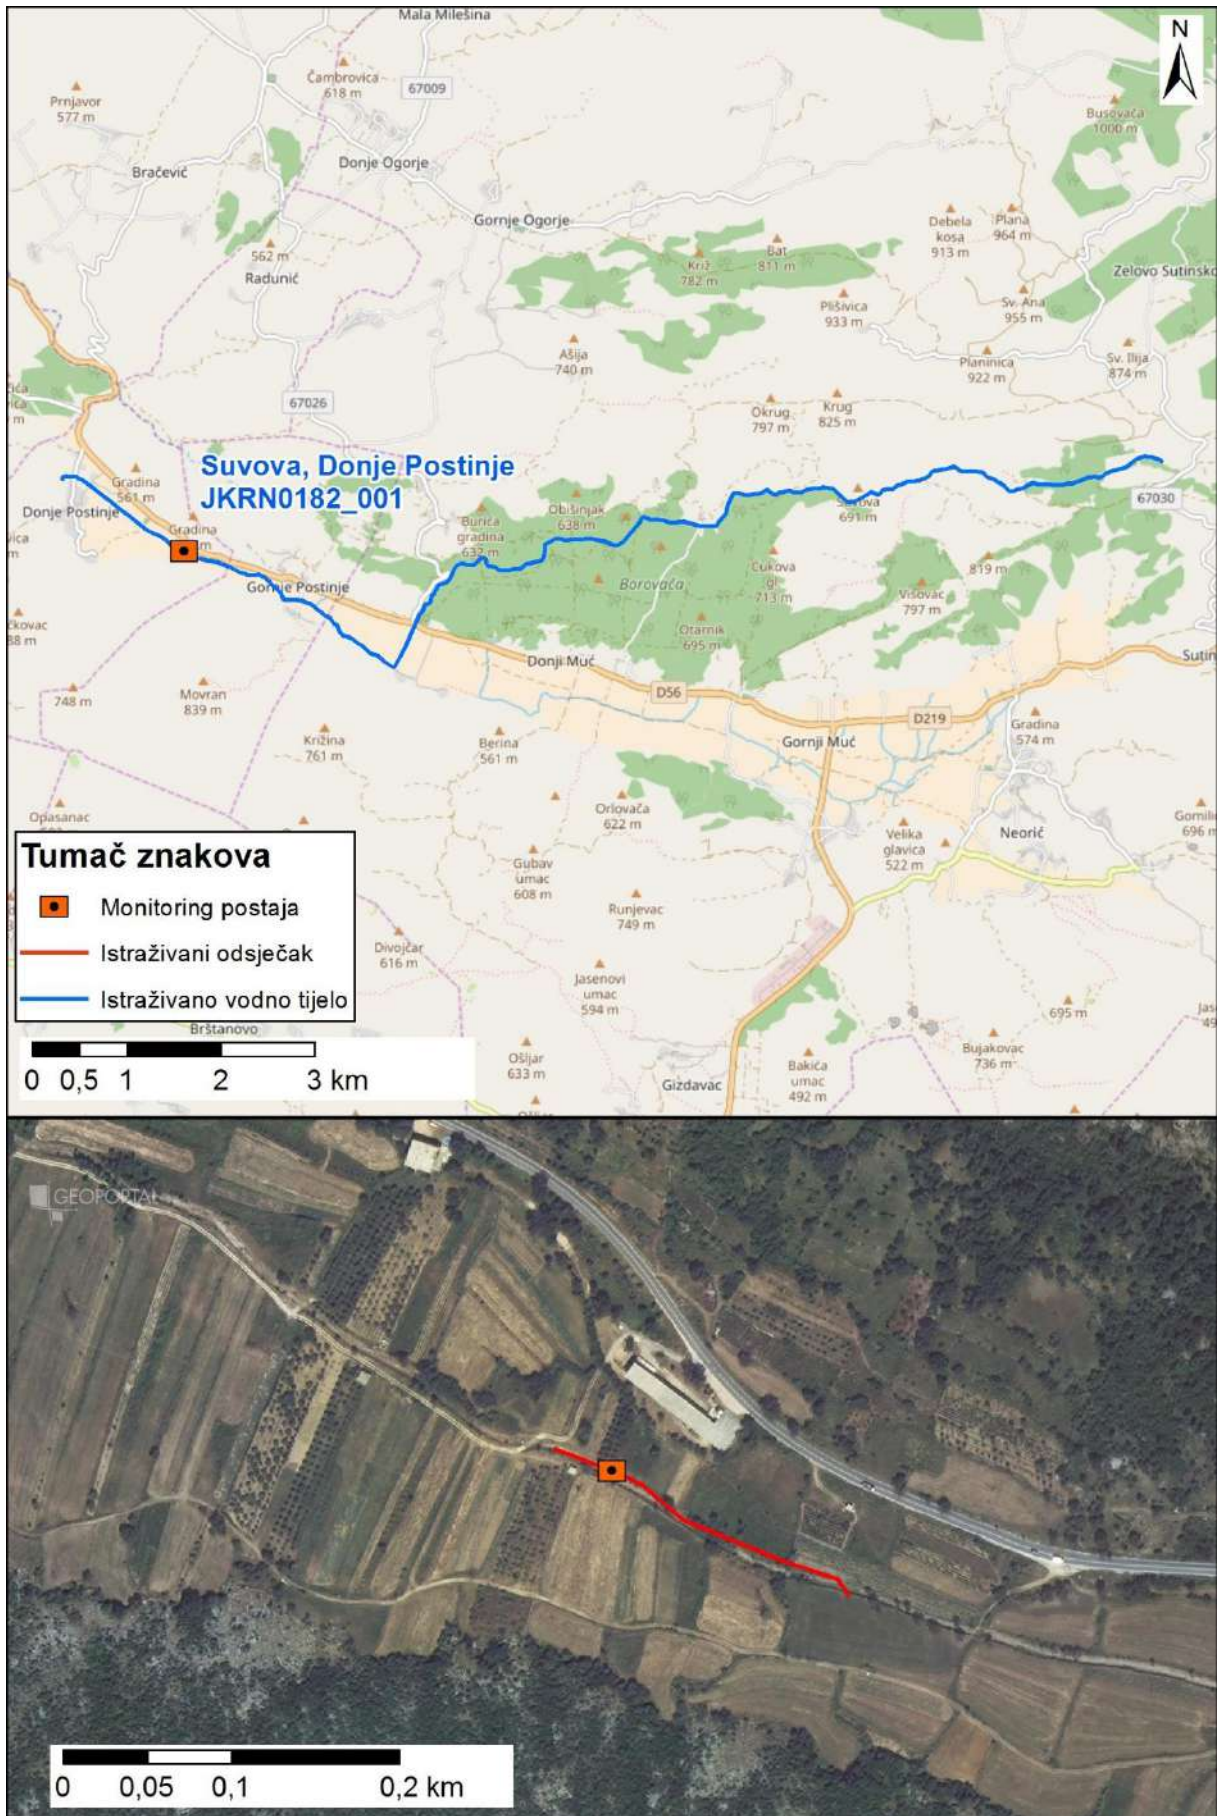 Mala Milešina
N
Čambrovica
618 m
67009
Prnjavor
577 m
Busovača
1000 m
Bračević
Donje Ogorje
Gornje Ogorje
Debela
kosa
913 m
Plana
964 m
562 m
Radunić
Križ
782 m
Bat
811 m
Zelovo Sutinsko
Plišivica
933 m
Sv. Ana
955 m
Ašija
740 m
Planinica
922 m
Sv. Ilija
874 m
67026
Okrug
797 m
Krug
825 m
Suvova, Donje Postinje
JKRN0182_001
Gradina
561 m
67030
691 m
Donje Postinje
Gradina
Burića
gradina
632 m
Obišinjak
638 m
Gornje Postinje
Borovača
Čukova
gl
713 m
819 m
Višovac
797 m
Otarnik
695 m
Donji Muć
D56
D219
748 m
Movran
839 m
Križina
761 m
Berina
561 m
Gornji Muć
Gradina
574 m
Opasanac
Orlovača
622 m
Velika
glavica
522 m
Neorić
696 m
Gubav
umac
608 m
Runjevac
749 m
Divojčar
616 m
Jasenovi
umac
594 m
695 m
Bujakovac
736 m
Ošljar
633 m
Gizdavac
Bakića
umac
492 m
Tumač znakova
Monitoring postaja
Istraživani odsječak
Istraživano vodno tijelo
Brštanovo
0 0,5 1 2 3 km
GEOPORTAL
0 0,05 0,1 0,2 km